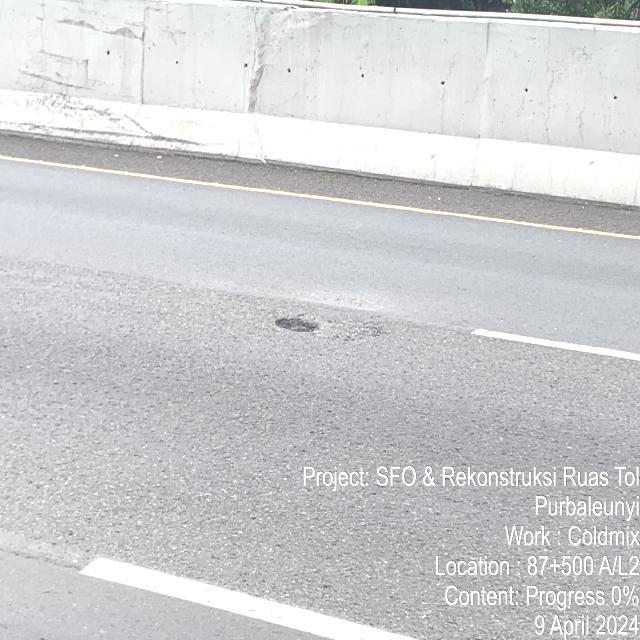 Project: SFO & Rekonstruksi Ruas Tol
Purbaleunyi
Work : Coldmix
Location : 87+500 A/L2
Content: Progress 0%
9 April 2024